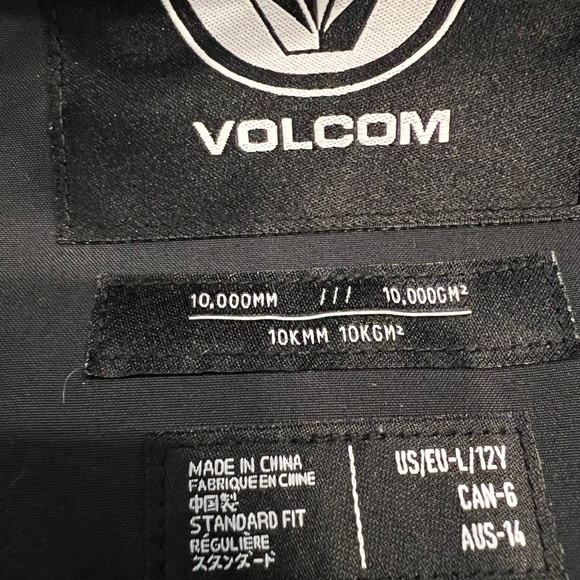 VOLCOM
10,000MM /// 10,000GM²
10KMM 10KGM²
MADE IN CHINA
FABRIQUE EN CHINE
中国製
STANDARD FIT
RÉGULIÈRE
スタンダード
US/EU-L/12Y
CAN-G
AUS-14